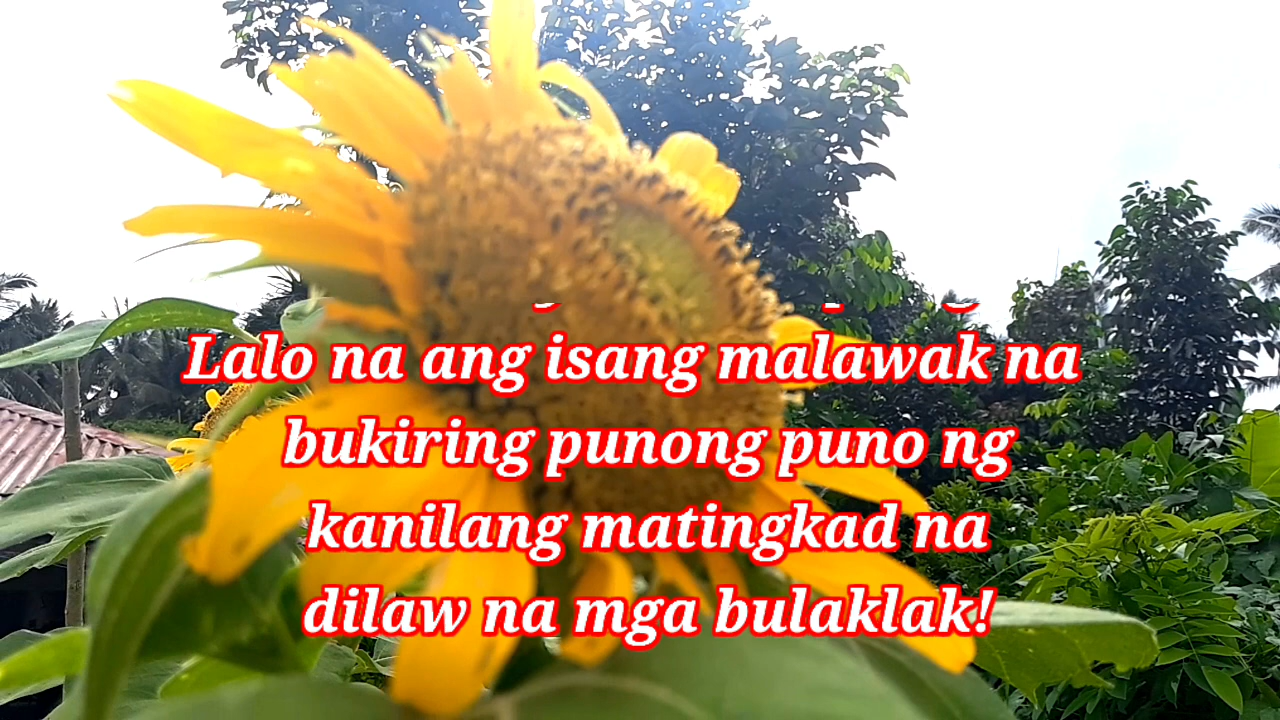 Lalo na ang isang malawak na
bukiring punong puno ng
kanilang matingkad na
dilaw na mga bulaklak!